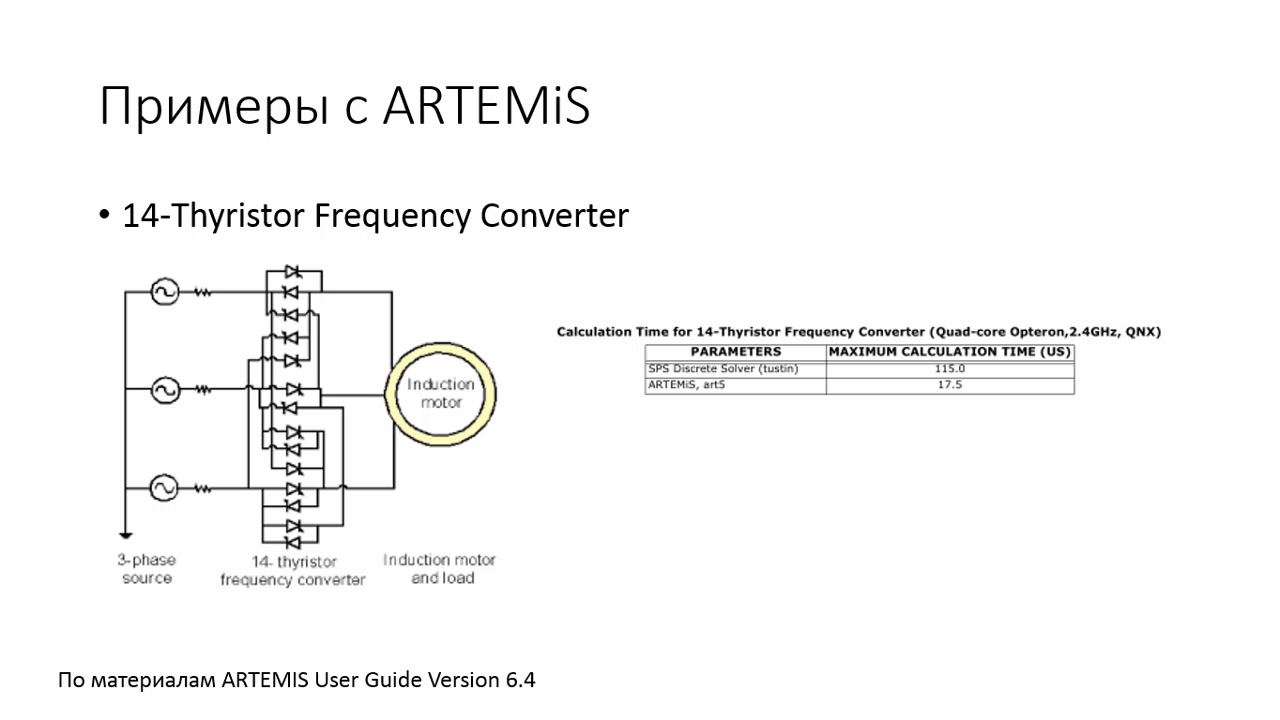 Примеры с ARTEMiS
• 14-Thyristor Frequency Converter
Induction
motor
3-phase
source
14- thyristor
frequency converter
Induction motor
and load
Calculation Time for 14-Thyristor Frequency Converter (Quad-core Opteron,2.4GHz, QNX)
PARAMETERS MAXIMUM CALCULATION TIME (US)
SPS Discrete Solver (tustin) 115.0
ARTEMiS, art5 17.5
По материалам ARTEMIS User Guide Version 6.4